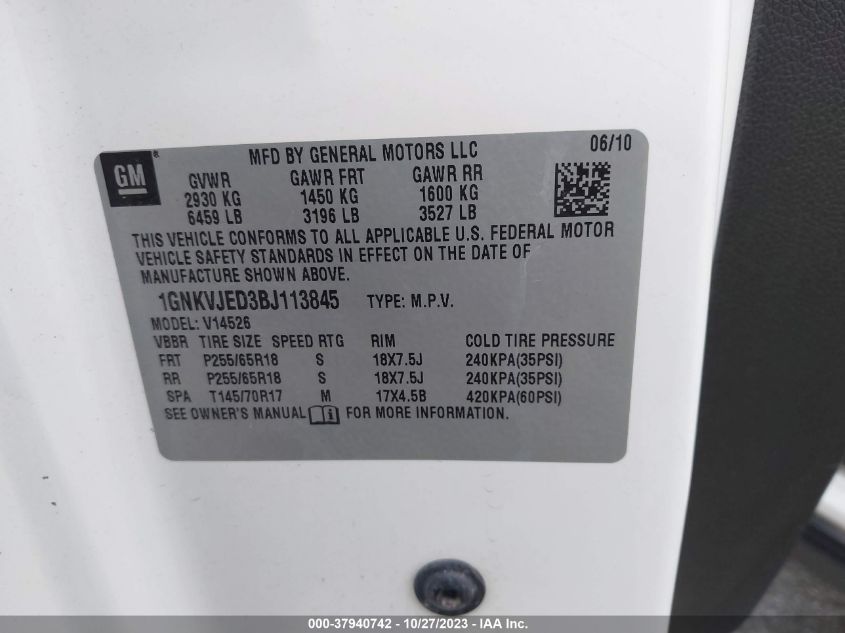 GM
MFD BY GENERAL MOTORS LLC 06/10
GVWR GAWR FRT GAWR RR
2930 KG 1450 KG 1600 KG
6459 LB 3196 LB 3527 LB
THIS VEHICLE CONFORMS TO ALL APPLICABLE U.S. FEDERAL MOTOR
VEHICLE SAFETY STANDARDS IN EFFECT ON THE DATE OF
MANUFACTURE SHOWN ABOVE.
1GNKVJED3BJ113845 TYPE: M.P.V.
MODEL: V14526
VBBR TIRE SIZE SPEED RTG RIM COLD TIRE PRESSURE
FRT P255/65R18 S 18X7.5J 240KPA(35PSI)
RR P255/65R18 S 18X7.5J 240KPA(35PSI)
SPA T145/70R17 M 17X4.5B 420KPA(60PSI)
SEE OWNER'S MANUAL FOR MORE INFORMATION.
000-37940742 - 10/27/2023 - IAA Inc.